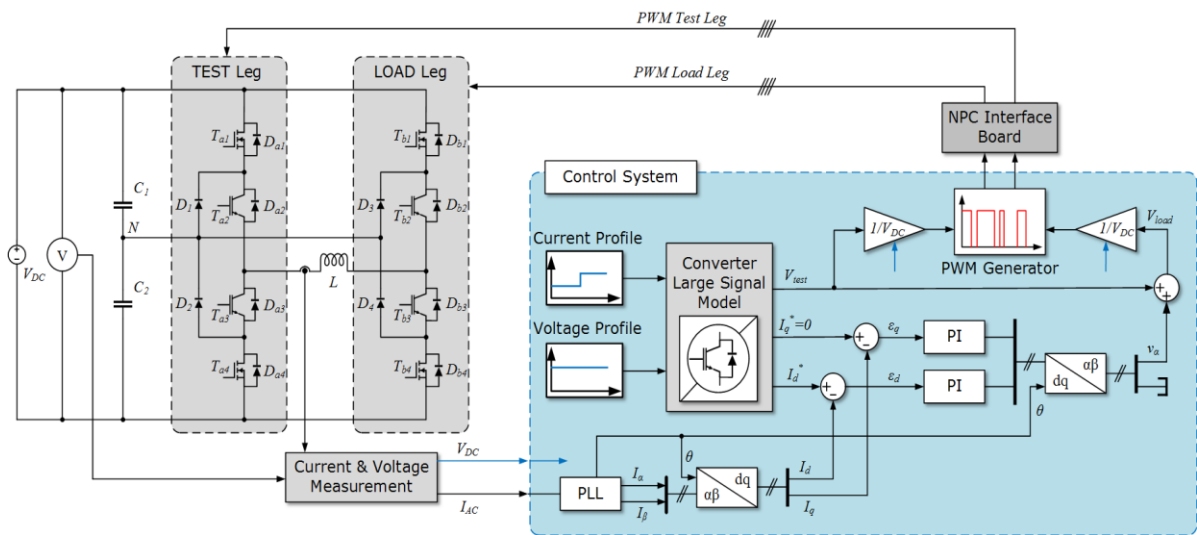 PWM Test Leg
TEST Leg
LOAD Leg
PWM Load Leg
NPC Interface
Board
Ta1
Da1
Tb1
Db1
C1
D1
Ta2
Da2
D3
Tb2
Db2
N
V
VDC
L
C2
D2
Ta3
Da3
D4
Tb3
Db3
Ta4
Da4
Tb4
Db4
Current & Voltage
Measurement
VDC
IAC
Control System
Current Profile
Voltage Profile
Converter
Large Signal
Model
1/VDC
PWM Generator
1/VDC
Vload
Vtest
+
+
Iq*=0
+
−
εq
PI
Id*
+
−
εd
PI
αβ
dq
vα
θ
θ
PLL
Iα
Iβ
dq
αβ
Id
Iq